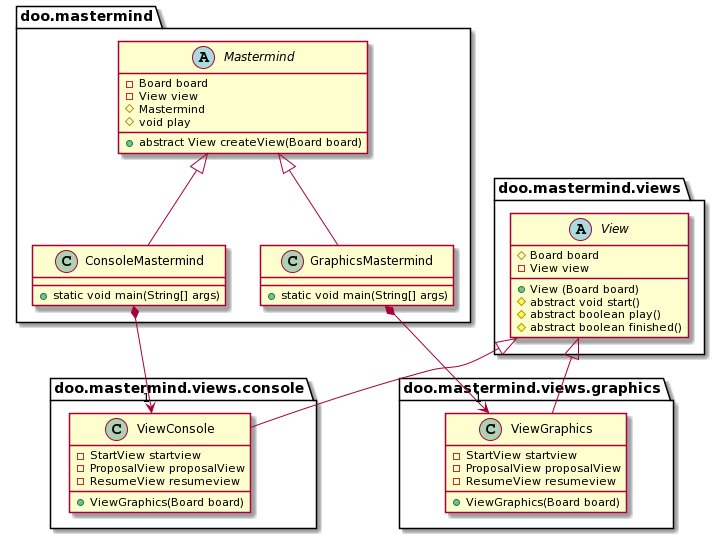 doo.mastermind
A Mastermind
Board board
View view
Mastermind
void play
abstract View createView(Board board)
C ConsoleMastermind
static void main(String[] args)
C GraphicsMastermind
static void main(String[] args)
doo.mastermind.views
A View
Board board
View view
View (Board board)
abstract void start()
abstract boolean play()
abstract boolean finished()
doo.mastermind.views.console
1
C ViewConsole
StartView startview
ProposalView proposalView
ResumeView resumeview
ViewGraphics(Board board)
doo.mastermind.views.graphics
1
C ViewGraphics
StartView startview
ProposalView proposalView
ResumeView resumeview
ViewGraphics(Board board)